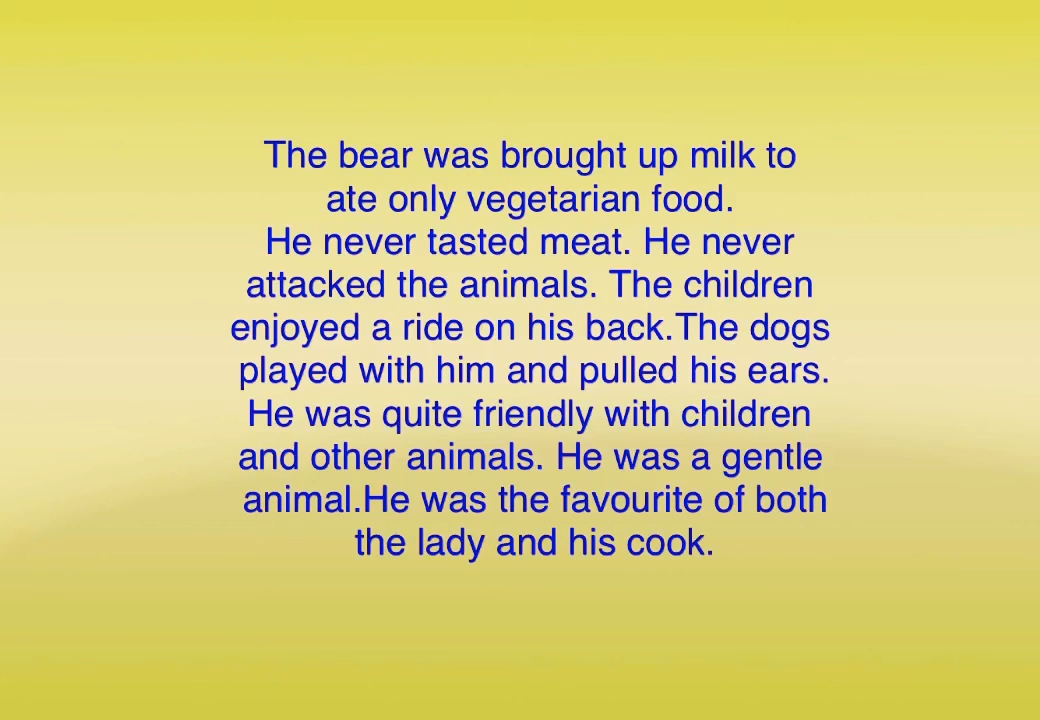 The bear was brought up milk to
ate only vegetarian food.
He never tasted meat. He never
attacked the animals. The children
enjoyed a ride on his back.The dogs
played with him and pulled his ears.
He was quite friendly with children
and other animals. He was a gentle
animal.He was the favourite of both
the lady and his cook.